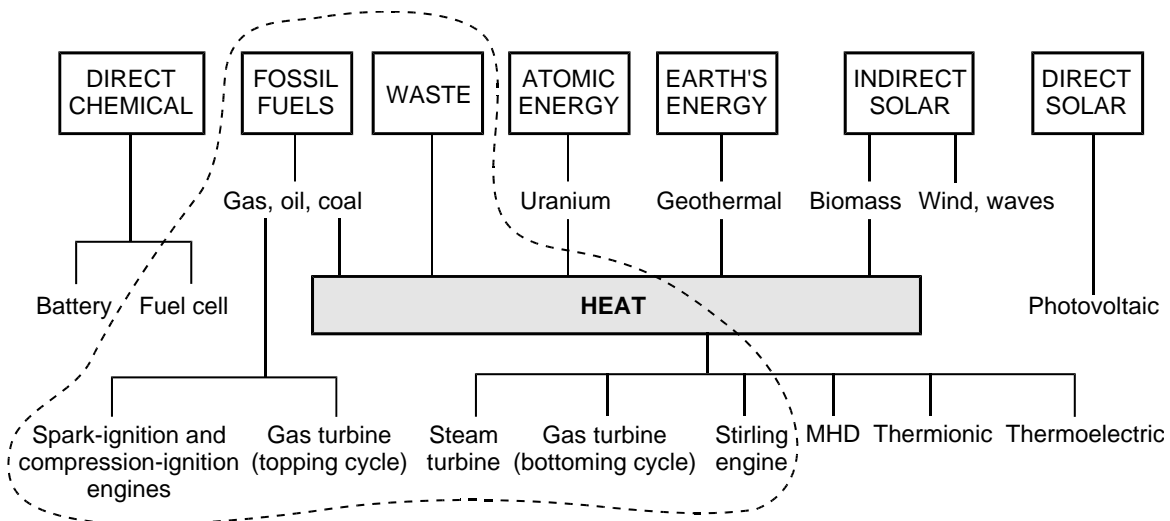 DIRECT
CHEMICAL
FOSSIL
FUELS
WASTE
ATOMIC
ENERGY
EARTH'S
ENERGY
INDIRECT
SOLAR
DIRECT
SOLAR
Gas, oil, coal
Uranium
Geothermal
Biomass
Wind, waves
Battery
Fuel cell
HEAT
Photovoltaic
Spark-ignition and
compression-ignition
engines
Gas turbine
(topping cycle)
Steam
turbine
Gas turbine
(bottoming cycle)
Stirling
engine
MHD
Thermionic
Thermoelectric